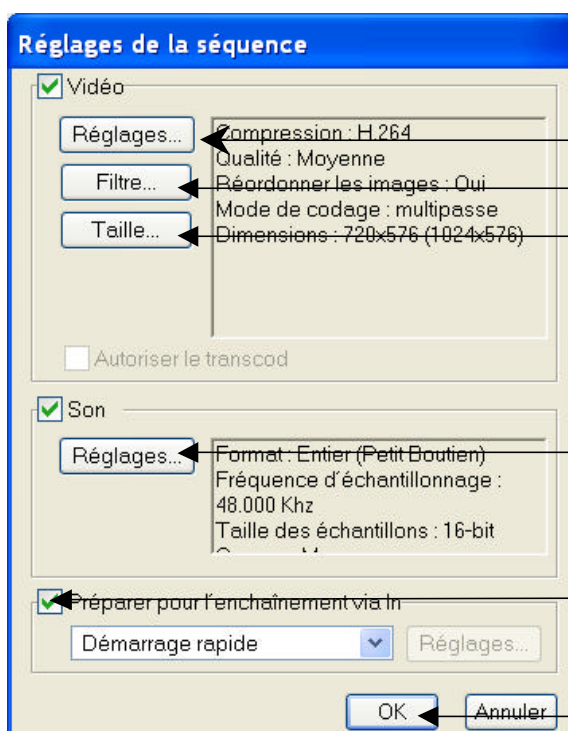 Réglages de la séquence
Vidéo
Réglages...
Filtre...
Taille...
Compression : H.264
Qualité : Moyenne
Réordonner les images : Oui
Mode de codage : multipasse
Dimensions : 720x576 (1024x576)
Autoriser le transcod
Son
Réglages...
Format : Entier (Petit Boutien)
Fréquence d'échantillonnage :
48.000 Khz
Taille des échantillons : 16-bit
Préparer pour l'enchaînement via In
Démarrage rapide
Réglages...
OK
Annuler